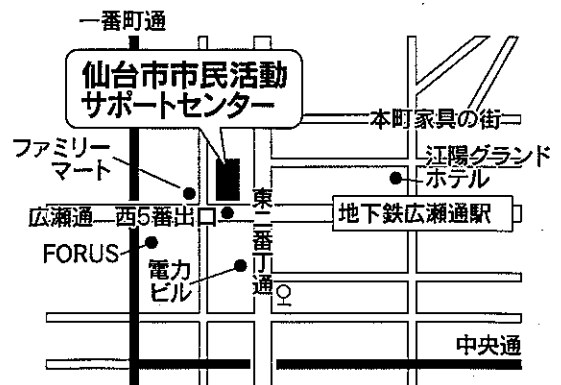 一番町通
仙台市市民活動
サポートセンター
本町家具の街
ファミリー
マート
江陽グランド
ホテル
広瀬通
西5番出口
東二番丁通
地下鉄広瀬通駅
FORUS
電力
ビル
中央通